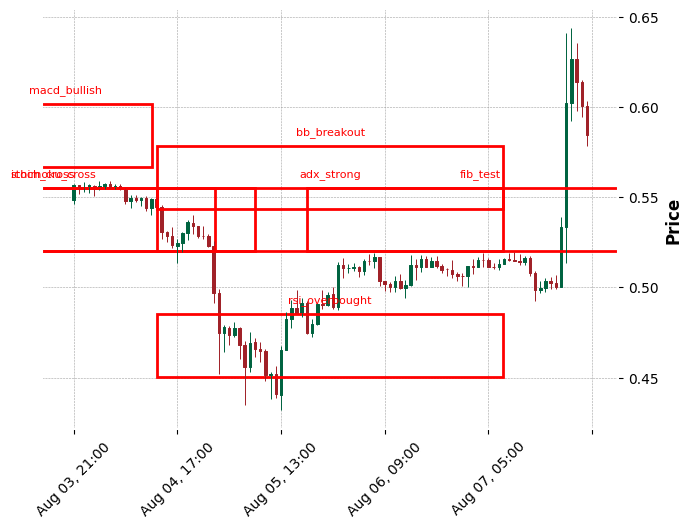 0.65
macd_bullish
0.60
bb_breakout
adx_strong
fib_test
0.55
Price
0.50
rsi_overbought
0.45
Aug 03, 21:00
Aug 04, 17:00
Aug 05, 13:00
Aug 06, 09:00
Aug 07, 05:00